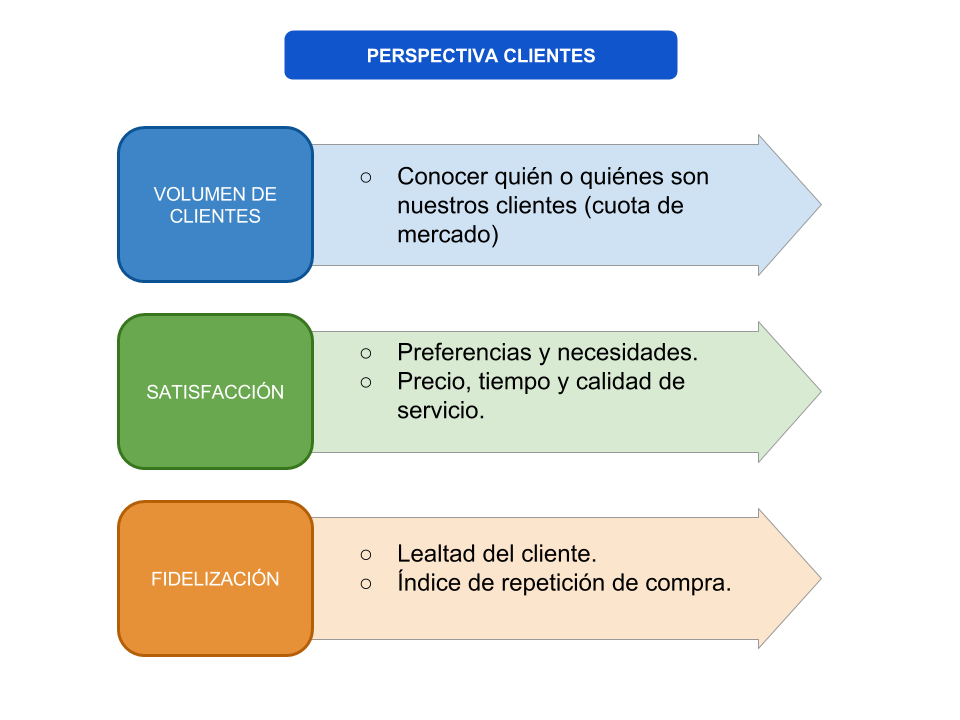 PERSPECTIVA CLIENTES
VOLUMEN DE
CLIENTES
○ Conocer quién o quiénes son
nuestros clientes (cuota de
mercado)
SATISFACCIÓN
○ Preferencias y necesidades.
○ Precio, tiempo y calidad de
servicio.
FIDELIZACIÓN
○ Lealtad del cliente.
○ Índice de repetición de compra.